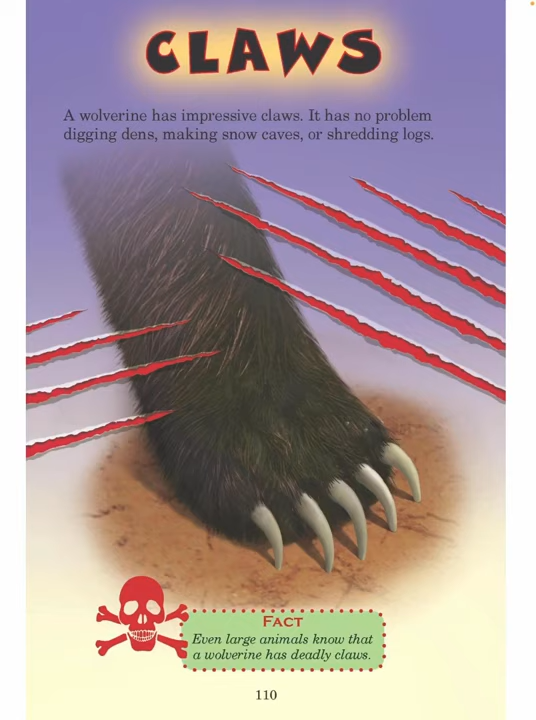 CLAWS
A wolverine has impressive claws. It has no problem
digging dens, making snow caves, or shredding logs.
FACT
Even large animals know that
a wolverine has deadly claws.
110